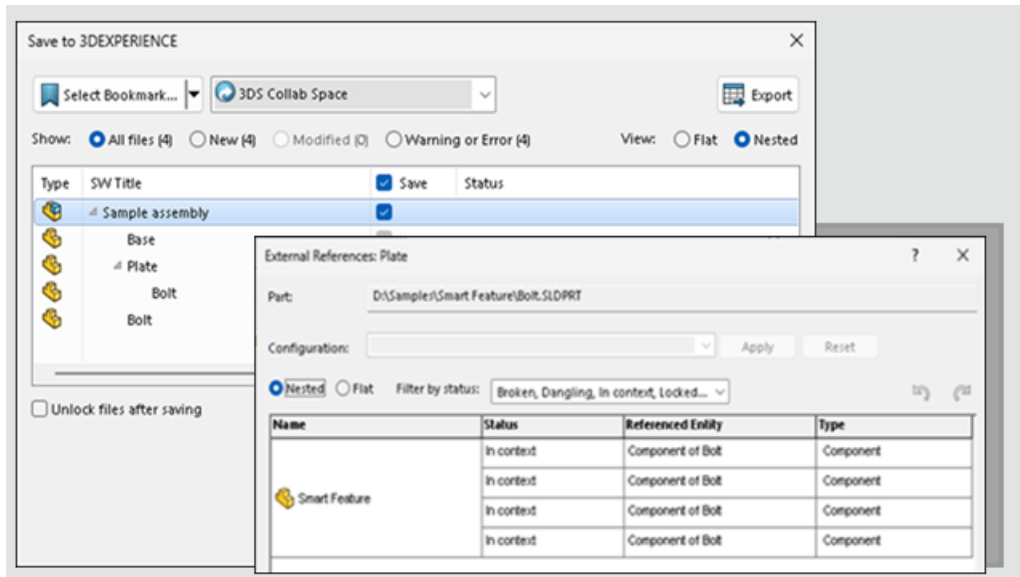 Save to 3DEXPERIENCE
Select Bookmark... 3DS Collab Space Export
Show: All files (4) New (4) Modified (0) Warning or Error (4) View: Flat Nested
Type SW Title Save Status
Sample assembly
Base
Plate
Bolt
Bolt
Unlock files after saving
External References: Plate ?
Part: D:\Samples\Smart Feature\Bolt.SLDPRT
Configuration: Apply Reset
Nested Flat Filter by status: Broken, Dangling, In context, Locked...
Name Status Referenced Entity Type
In context Component of Bolt Component
In context Component of Bolt Component
Smart Feature
In context Component of Bolt Component
In context Component of Bolt Component